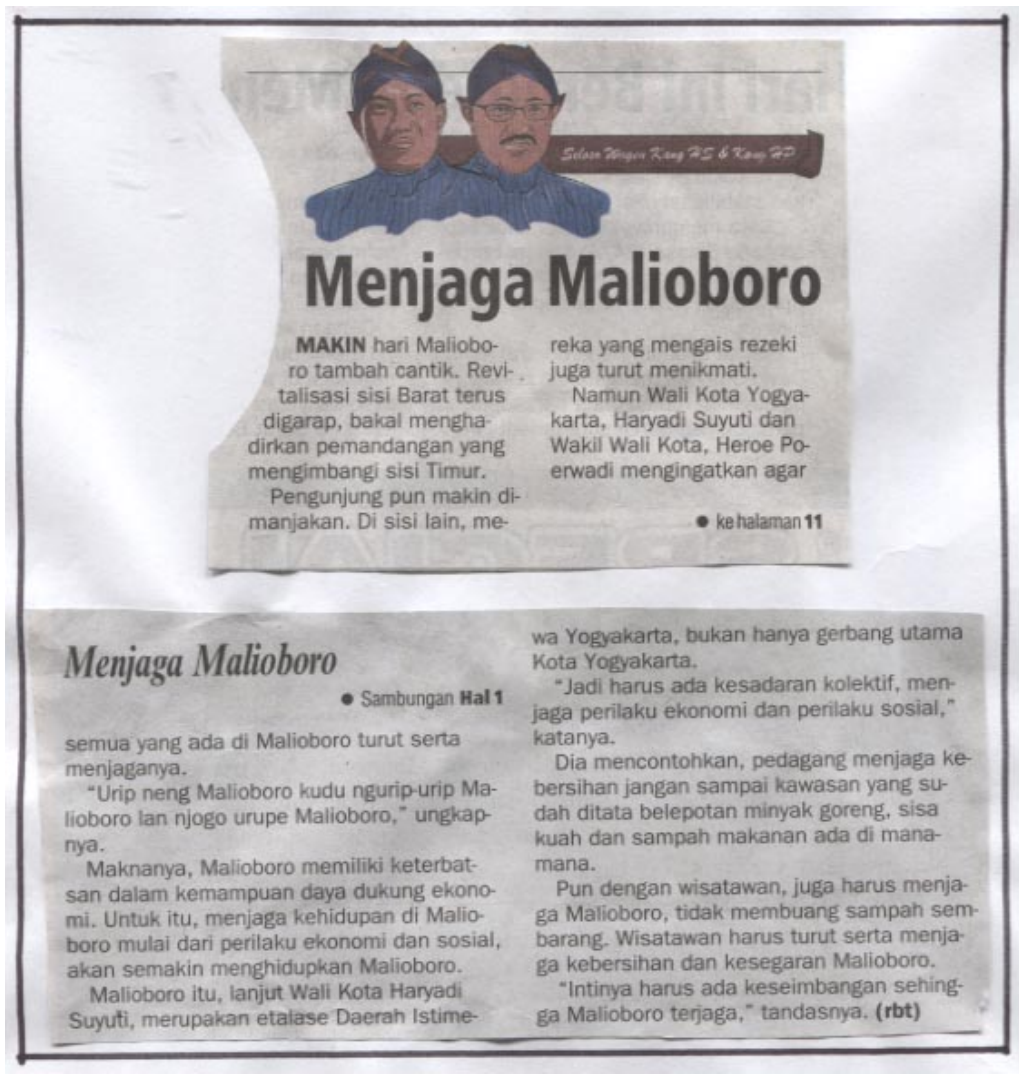 Seloso Wagen Kang HS & Kang HP
Menjaga Malioboro
MAKIN hari Maliobo-
ro tambah cantik. Revi-
talisasi sisi Barat terus
digarap, bakal mengha-
dirkan pemandangan yang
mengimbangi sisi Timur.
Pengunjung pun makin di-
manjakan. Di sisi lain, me-
reka yang mengais rezeki
juga turut menikmati.
Namun Wali Kota Yogya-
karta, Haryadi Suyuti dan
Wakil Wali Kota, Heroe Po-
erwadi mengingatkan agar
● ke halaman 11
Menjaga Malioboro
● Sambungan Hal 1
semua yang ada di Malioboro turut serta
menjaganya.
"Urip neng Malioboro kudu ngurip-urip Ma-
lioboro lan njogo urupe Malioboro," ungkap-
nya.
Maknanya, Malioboro memiliki keterbat-
san dalam kemampuan daya dukung ekono-
mi. Untuk itu, menjaga kehidupan di Malio-
boro mulai dari perilaku ekonomi dan sosial,
akan semakin menghidupkan Malioboro.
Malioboro itu, lanjut Wali Kota Haryadi
Suyuti, merupakan etalase Daerah Istime-
wa Yogyakarta, bukan hanya gerbang utama
Kota Yogyakarta.
"Jadi harus ada kesadaran kolektif, men-
jaga perilaku ekonomi dan perilaku sosial,"
katanya.
Dia mencontohkan, pedagang menjaga ke-
bersihan jangan sampai kawasan yang su-
dah ditata belepotan minyak goreng, sisa
kuah dan sampah makanan ada di mana-
mana.
Pun dengan wisatawan, juga harus menja-
ga Malioboro, tidak membuang sampah sem-
barang. Wisatawan harus turut serta menja-
ga kebersihan dan kesegaran Malioboro.
"Intinya harus ada keseimbangan sehing-
ga Malioboro terjaga," tandasnya. (rbt)